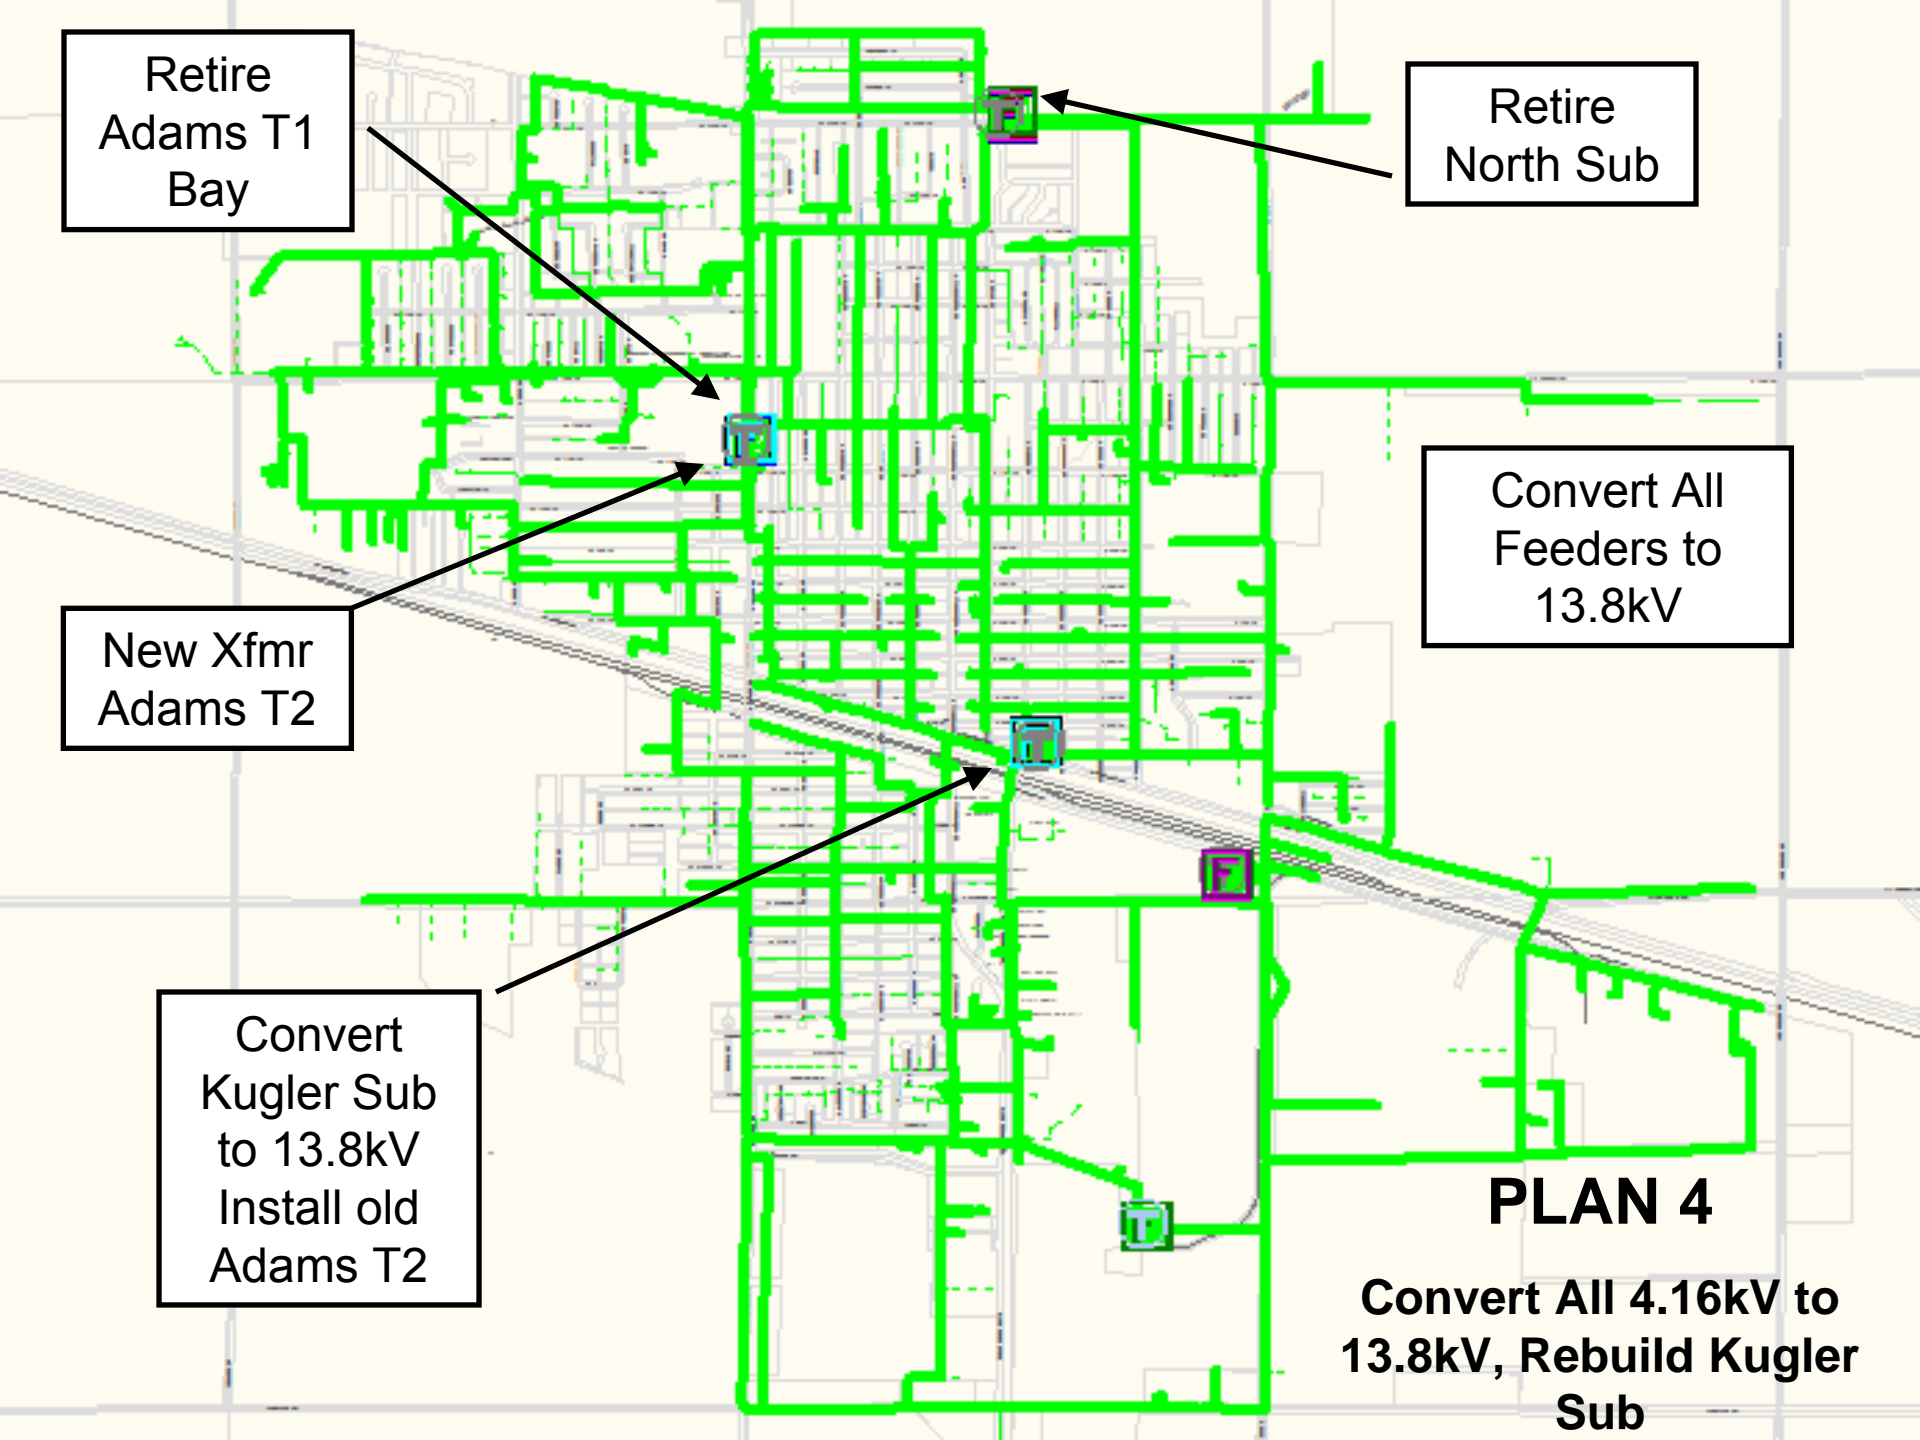 Retire
Adams T1
Bay
Retire
North Sub
Convert All
Feeders to
13.8kV
New Xfmr
Adams T2
Convert
Kugler Sub
to 13.8kV
Install old
Adams T2
T
T
T
F
T
PLAN 4
Convert All 4.16kV to
13.8kV, Rebuild Kugler
Sub